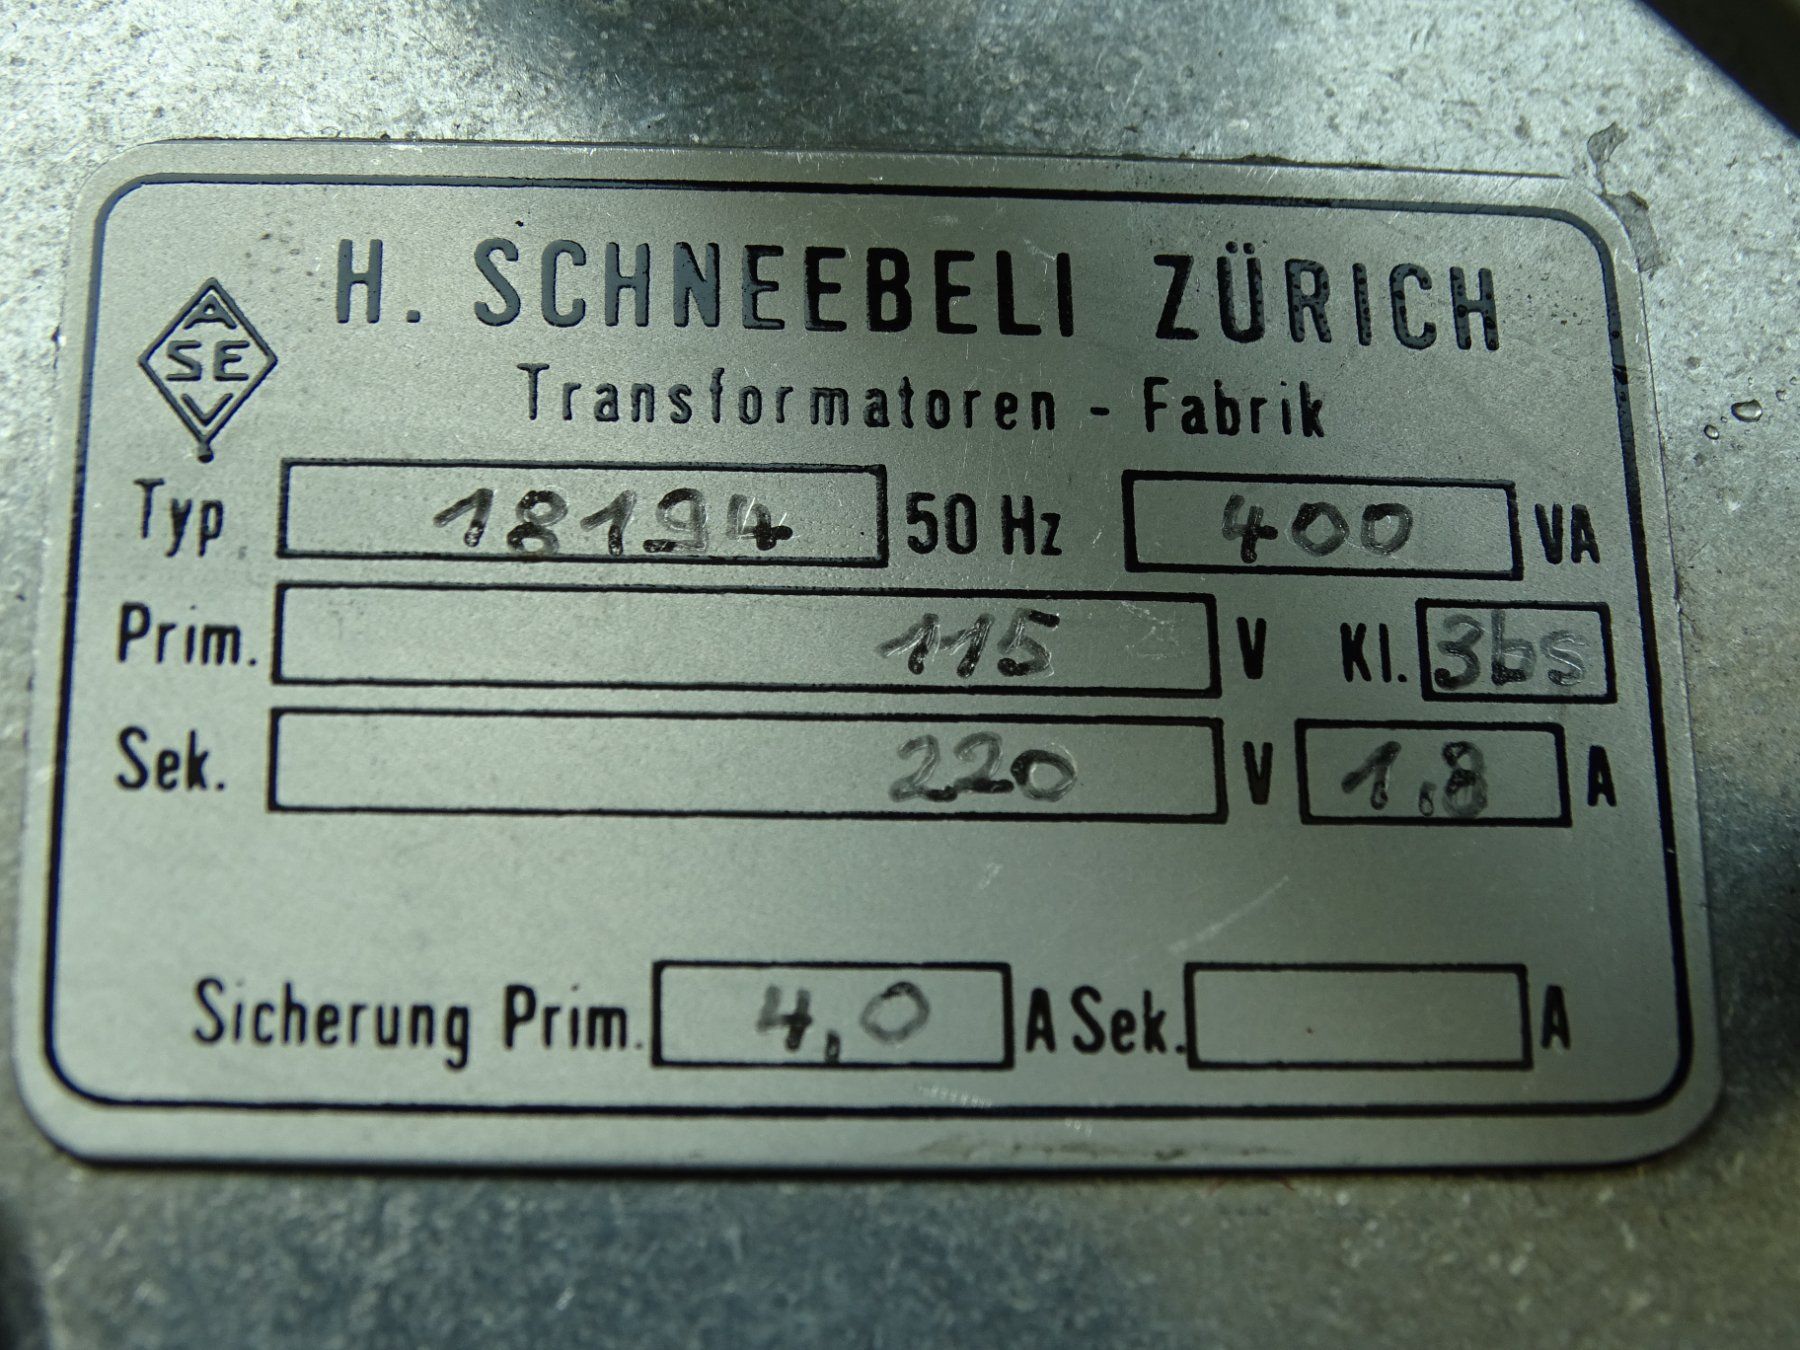 H. SCHNEEBELI ZÜRICH
A
SE
V
Transformatoren - Fabrik
Typ 18194 50 Hz 400 VA
Prim. 115 V Kl. 3bs
Sek. 220 V 1,8 A
Sicherung Prim. 4,0 A Sek. A